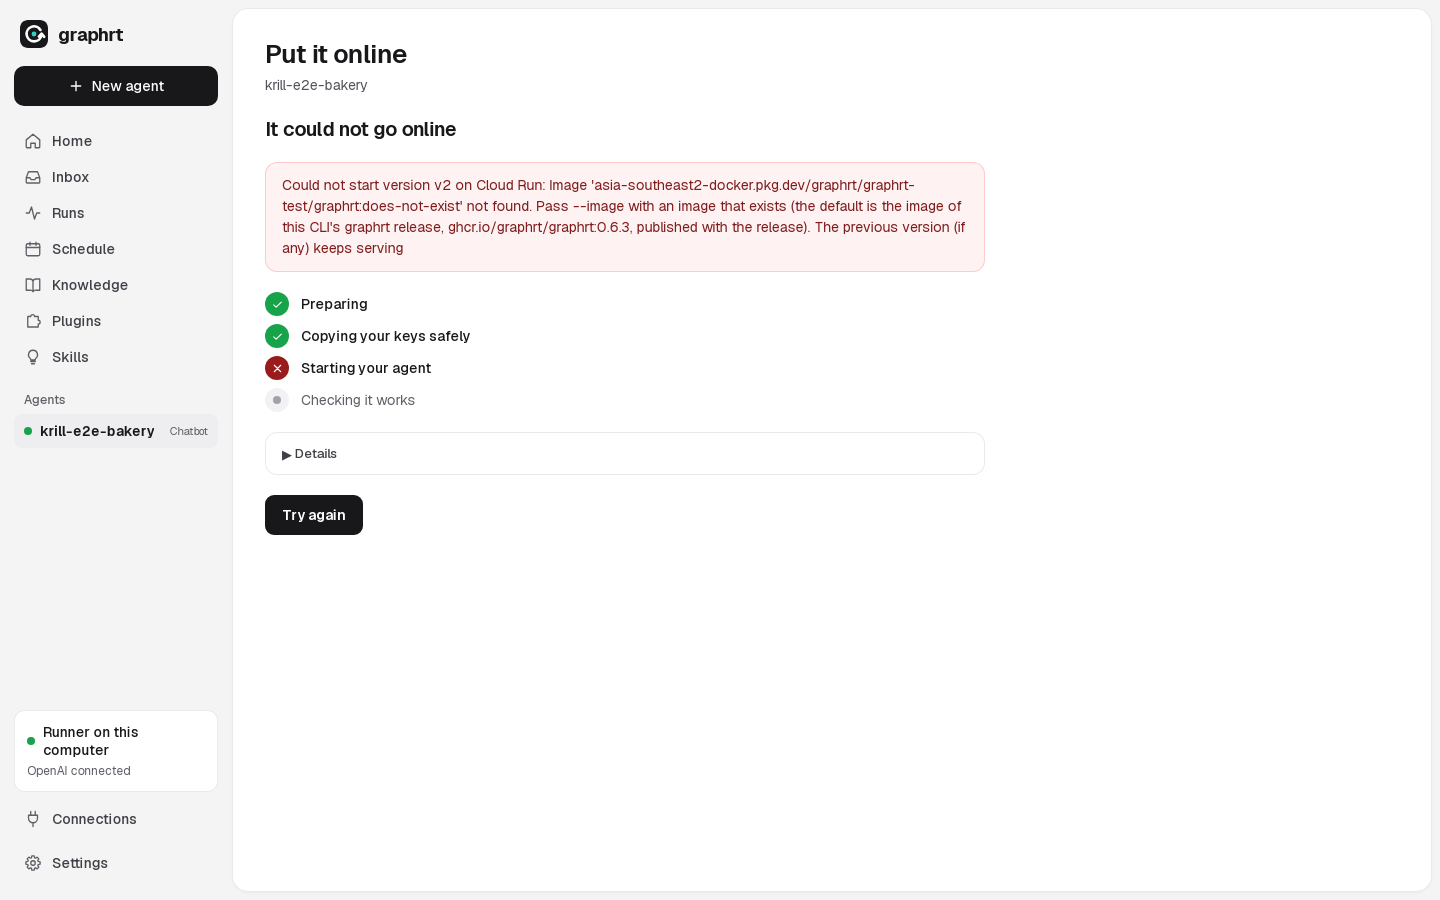 graphrt
New agent
Home
Inbox
Runs
Schedule
Knowledge
Plugins
Skills
Agents
krill-e2e-bakery Chatbot
Runner on this
computer
OpenAI connected
Connections
Settings
Put it online
krill-e2e-bakery
It could not go online
Could not start version v2 on Cloud Run: Image 'asia-southeast2-docker.pkg.dev/graphrt/graphrt-
test/graphrt:does-not-exist' not found. Pass --image with an image that exists (the default is the image of
this CLI's graphrt release, ghcr.io/graphrt/graphrt:0.6.3, published with the release). The previous version (if
any) keeps serving
Preparing
Copying your keys safely
Starting your agent
Checking it works
Details
Try again